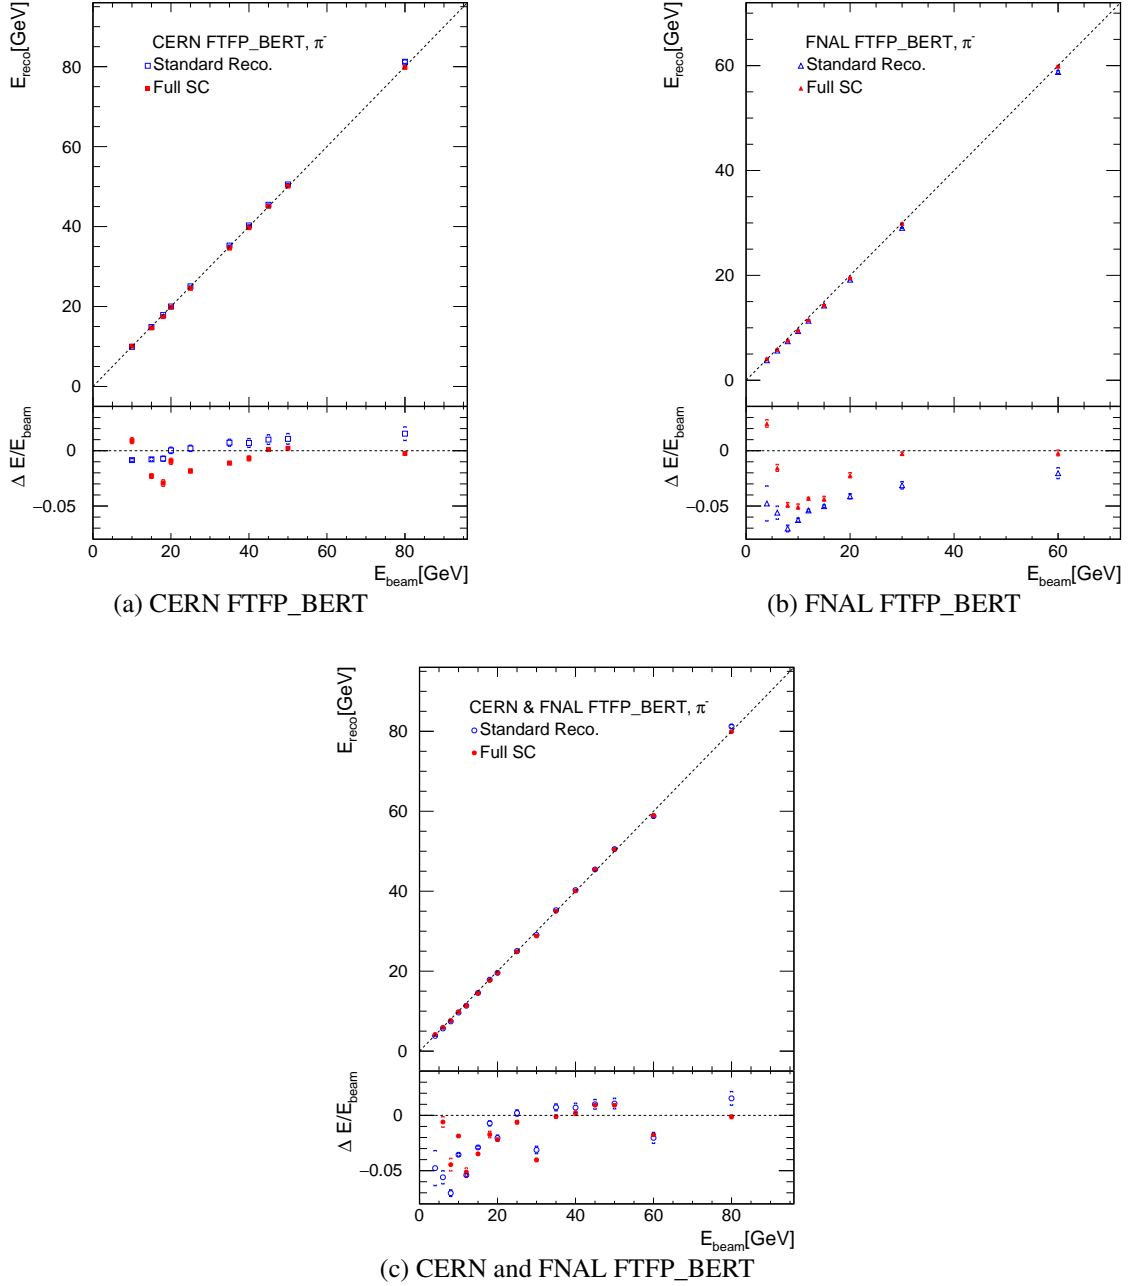 E_reco[GeV]
CERN FTFP_BERT, π⁻
Standard Reco.
Full SC
80
60
40
20
0
Δ E/E_beam
0
−0.05
0 20 40 60 80
E_beam[GeV]
(a) CERN FTFP_BERT
E_reco[GeV]
FNAL FTFP_BERT, π⁻
Standard Reco.
Full SC
60
40
20
0
Δ E/E_beam
0
−0.05
0 20 40 60
E_beam[GeV]
(b) FNAL FTFP_BERT
E_reco[GeV]
CERN & FNAL FTFP_BERT, π⁻
Standard Reco.
Full SC
80
60
40
20
0
Δ E/E_beam
0
−0.05
0 20 40 60 80
E_beam[GeV]
(c) CERN and FNAL FTFP_BERT